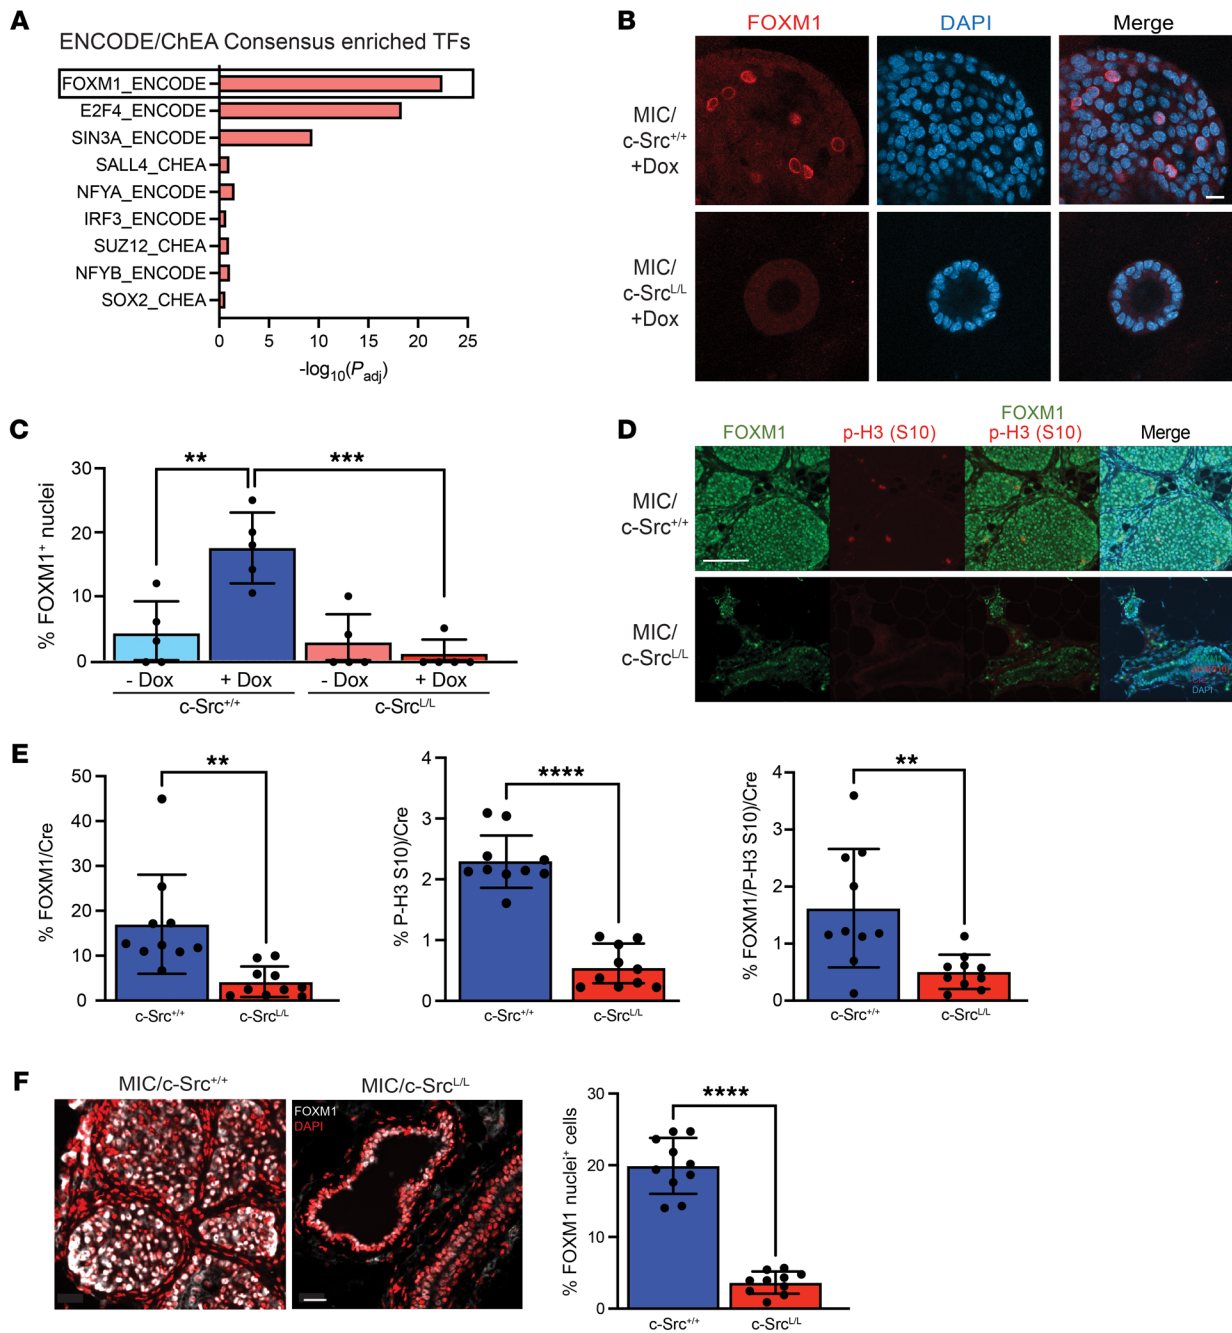 A
ENCODE/ChEA Consensus enriched TFs
FOXM1_ENCODE
E2F4_ENCODE
SIN3A_ENCODE
SALL4_CHEA
NFYA_ENCODE
IRF3_ENCODE
SUZ12_CHEA
NFYB_ENCODE
SOX2_CHEA
0 5 10 15 20 25
-log10(Padj)
B
FOXM1 DAPI Merge
MIC/
c-Src+/+
+Dox
MIC/
c-SrcL/L
+Dox
C
% FOXM1+ nuclei
30
20
10
0
** ***
- Dox + Dox - Dox + Dox
c-Src+/+ c-SrcL/L
D
FOXM1 p-H3 (S10) FOXM1
p-H3 (S10) Merge
MIC/
c-Src+/+
MIC/
c-SrcL/L
DAPI
E
% FOXM1/Cre
50
40
30
20
10
0
**
c-Src+/+ c-SrcL/L
% P-H3 S10)/Cre
4
3
2
1
0
****
c-Src+/+ c-SrcL/L
% FOXM1/P-H3 S10)/Cre
4
3
2
1
0
**
c-Src+/+ c-SrcL/L
F
MIC/c-Src+/+ MIC/c-SrcL/L
FOXM1
DAPI
% FOXM1 nuclei+ cells
30
20
10
0
****
c-Src+/+ c-SrcL/L